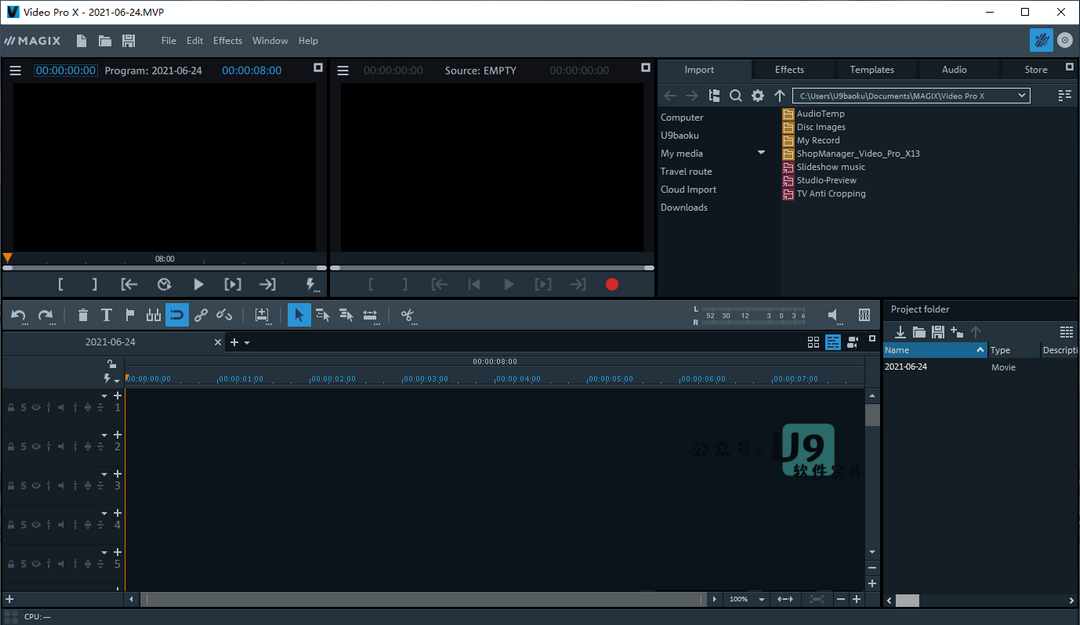 Video Pro X - 2021-06-24.MVP
MAGIX File Edit Effects Window Help
00:00:00:00 Program: 2021-06-24 00:00:08:00
00:00:00:00 Source: EMPTY 00:00:00:00
Import Effects Templates Audio Store
C:\Users\U9baoku\Documents\MAGIX\Video Pro X
Computer
U9baoku
My media
Travel route
Cloud Import
Downloads
AudioTemp
Disc Images
My Record
ShopManager_Video_Pro_X13
Slideshow music
Studio-Preview
TV Anti Cropping
08:00
L
R
52 30 12 3 0 3 6
Project folder
2021-06-24
Name Type Descripti
2021-06-24 Movie
00:00:08:00
00:00:00:00 00:00:01:00 00:00:02:00 00:00:03:00 00:00:04:00 00:00:05:00 00:00:06:00 00:00:07:00
S 1
S 2
S 3
S 4
S 5
公众号:
U9
软件宝库
100%
CPU: —